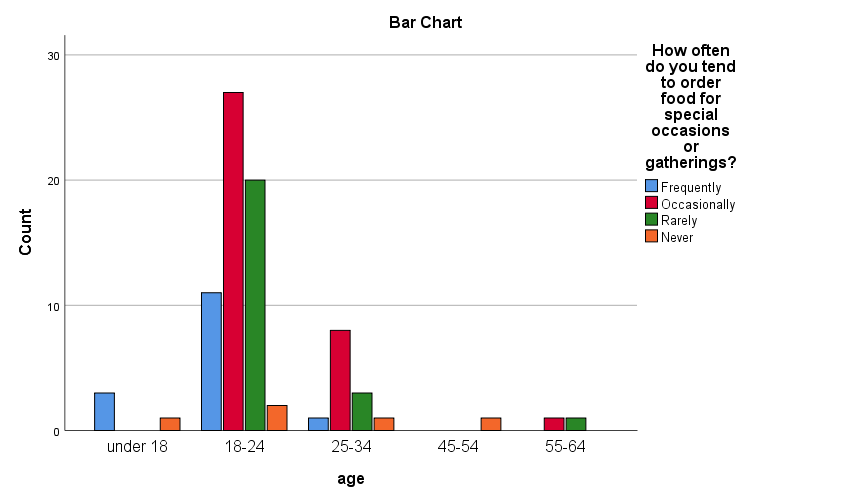 Bar Chart
How often
do you tend
to order
food for
special
occasions
or
gatherings?
Frequently
Occasionally
Rarely
Never
Count
30
20
10
0
under 18
18-24
25-34
45-54
55-64
age